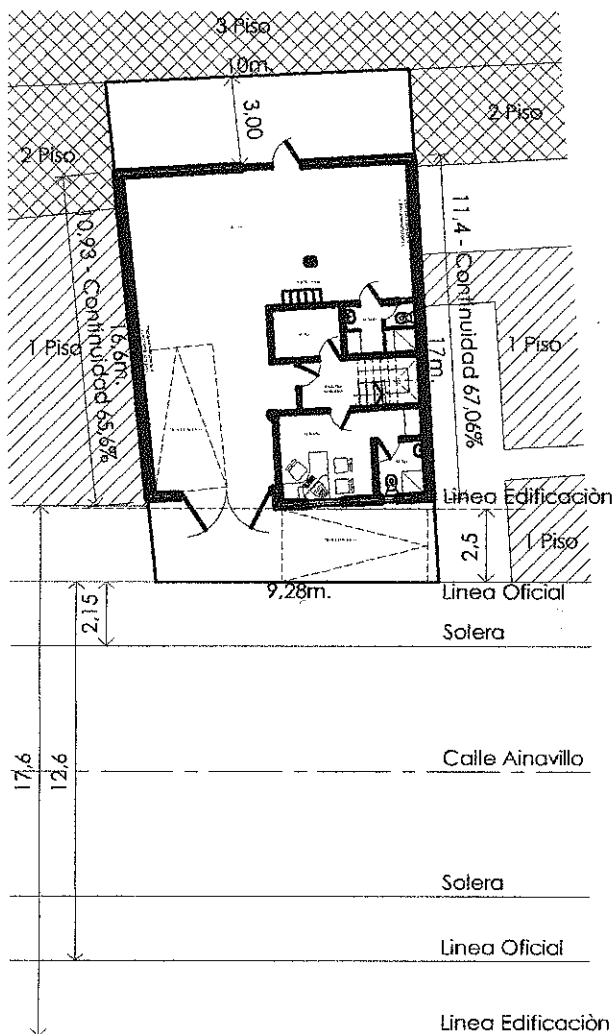 3 Piso
10m.
3,00
2 Piso
2 Piso
11,4 - Continuidad 67,06%
10,93 - Continuidad 65,6%
16,6m.
17m.
1 Piso
1 Piso
Linea Edificaciòn
2,5
1 Piso
9,28m.
Linea Oficial
2,15
Solera
17,6
12,6
Calle Ainavillo
Solera
Linea Oficial
Linea Edificaciòn